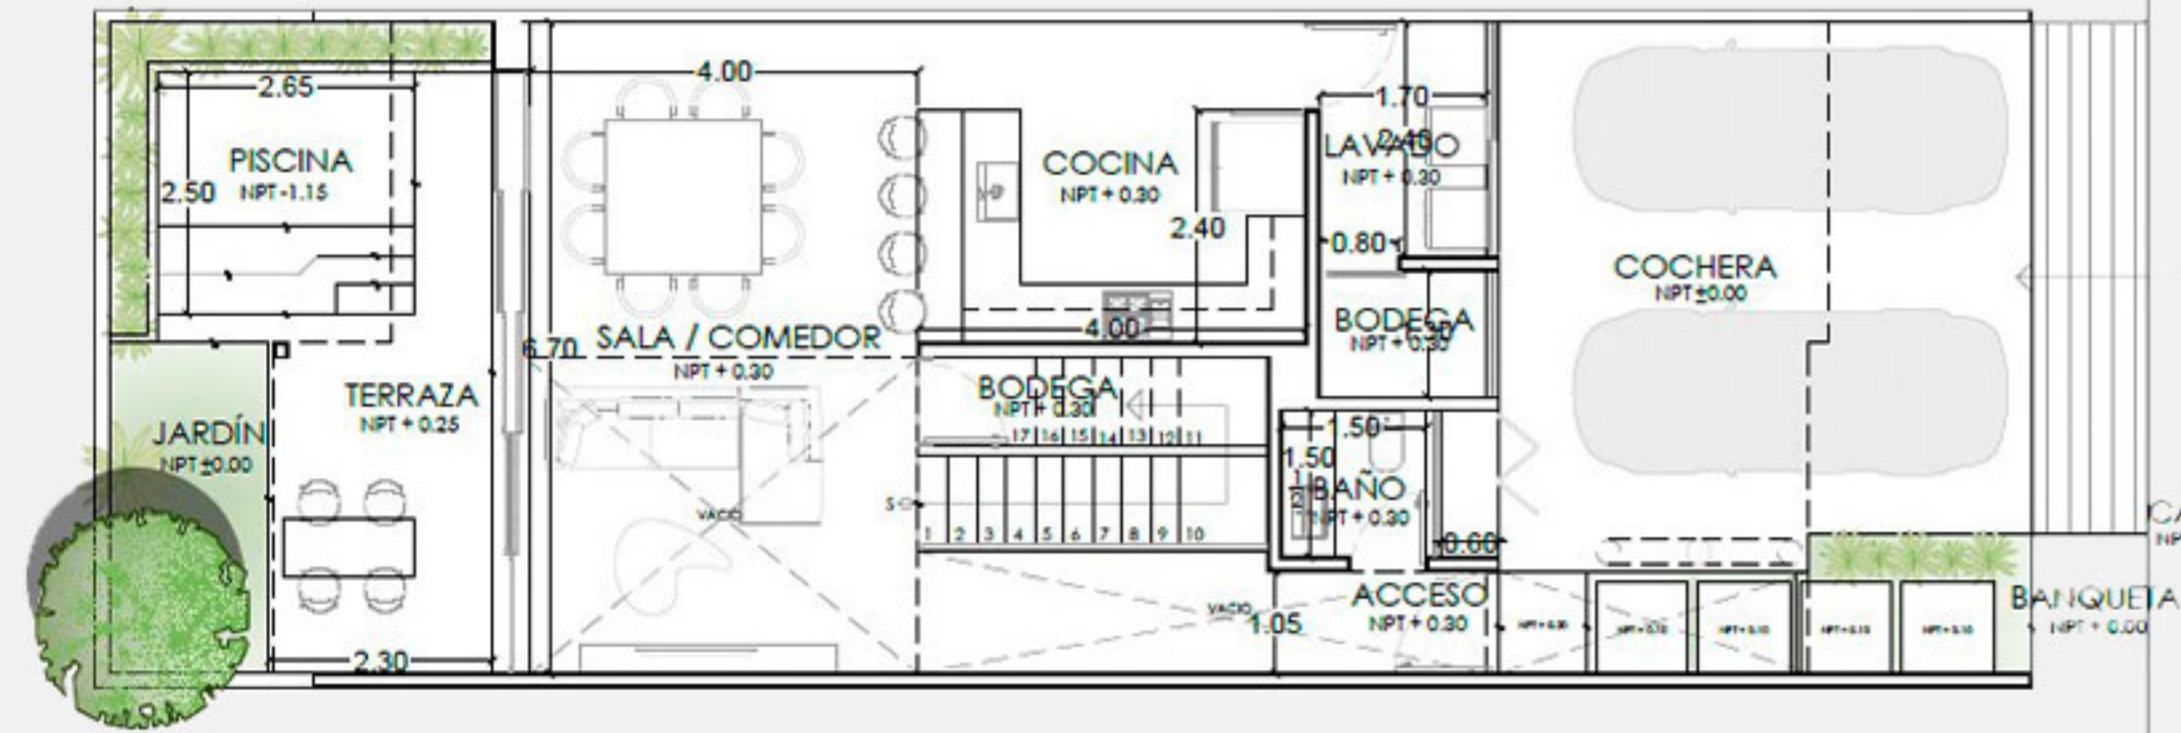 2.65
PISCINA
NPT -1.15
2.50
JARDÍN
NPT±0.00
TERRAZA
NPT + 0.25
2.30
4.00
6.70
SALA / COMEDOR
NPT + 0.30
VACIO
COCINA
NPT + 0.30
2.40
4.00
BODEGA
NPT + 0.30
17 16 15 14 13 12 11
S
1 2 3 4 5 6 7 8 9 10
1.70
2.40
LAVADO
NPT + 0.30
0.80
BODEGA
NPT + 0.30
1.50
1.50
BAÑO
NPT + 0.30
0.60
VACIO
1.05
ACCESO
NPT + 0.30
COCHERA
NPT±0.00
BANQUETA
NPT + 0.00